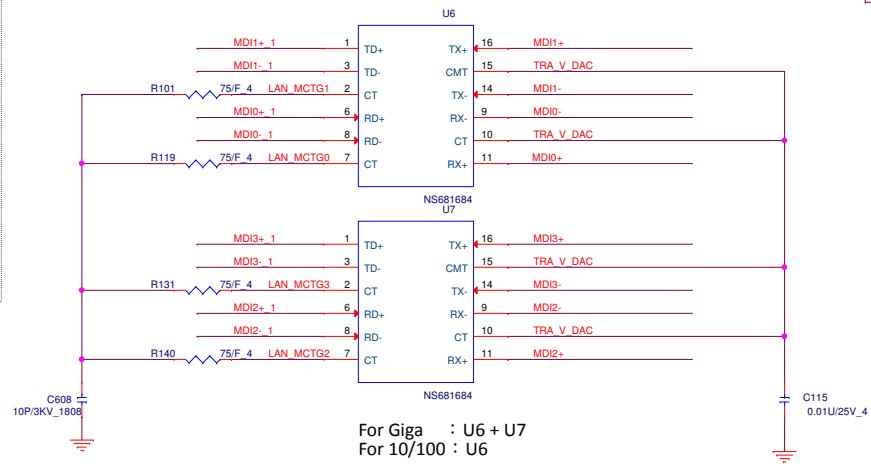 U6
MDI1+_1 1 TD+ TX+ 16 MDI1+
MDI1-_1 3 TD- CMT 15 TRA_V_DAC
R101 75/F_4 LAN_MCTG1 2 CT TX- 14 MDI1-
MDI0+_1 6 RD+ RX- 9 MDI0-
MDI0-_1 8 RD- CT 10 TRA_V_DAC
R119 75/F_4 LAN_MCTG0 7 CT RX+ 11 MDI0+
NS681684
U7
MDI3+_1 1 TD+ TX+ 16 MDI3+
MDI3-_1 3 TD- CMT 15 TRA_V_DAC
R131 75/F_4 LAN_MCTG3 2 CT TX- 14 MDI3-
MDI2+_1 6 RD+ RX- 9 MDI2-
MDI2-_1 8 RD- CT 10 TRA_V_DAC
R140 75/F_4 LAN_MCTG2 7 CT RX+ 11 MDI2+
NS681684
C608
10P/3KV_1808
C115
0.01U/25V_4
For Giga : U6 + U7
For 10/100 : U6